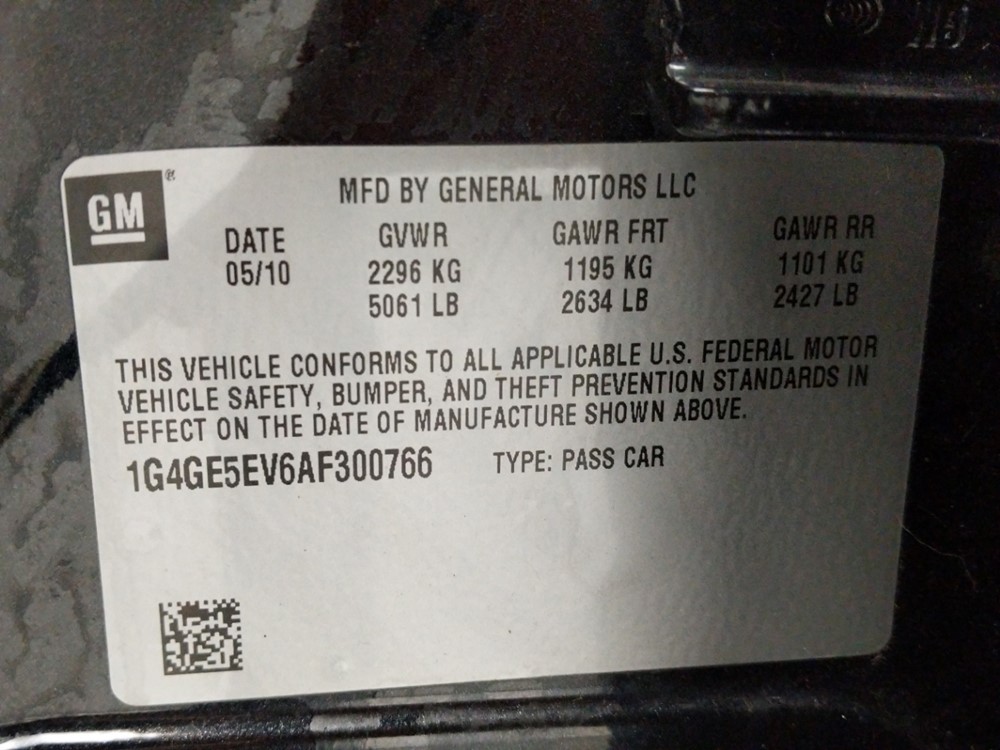 GM ®
MFD BY GENERAL MOTORS LLC
DATE GVWR GAWR FRT GAWR RR
05/10 2296 KG 1195 KG 1101 KG
5061 LB 2634 LB 2427 LB
THIS VEHICLE CONFORMS TO ALL APPLICABLE U.S. FEDERAL MOTOR
VEHICLE SAFETY, BUMPER, AND THEFT PREVENTION STANDARDS IN
EFFECT ON THE DATE OF MANUFACTURE SHOWN ABOVE.
1G4GE5EV6AF300766 TYPE: PASS CAR